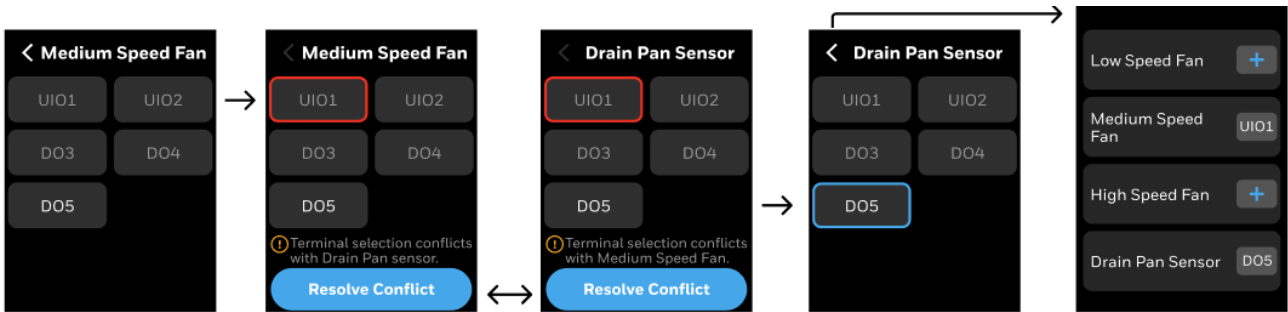 Medium Speed Fan
UIO1 UIO2
DO3 DO4
DO5
Medium Speed Fan
UIO1 UIO2
DO3 DO4
DO5
Terminal selection conflicts
with Drain Pan sensor.
Resolve Conflict
Drain Pan Sensor
UIO1 UIO2
DO3 DO4
DO5
Terminal selection conflicts
with Medium Speed Fan.
Resolve Conflict
Drain Pan Sensor
UIO1 UIO2
DO3 DO4
DO5
Low Speed Fan +
Medium Speed
Fan
UIO1
High Speed Fan +
Drain Pan Sensor DO5